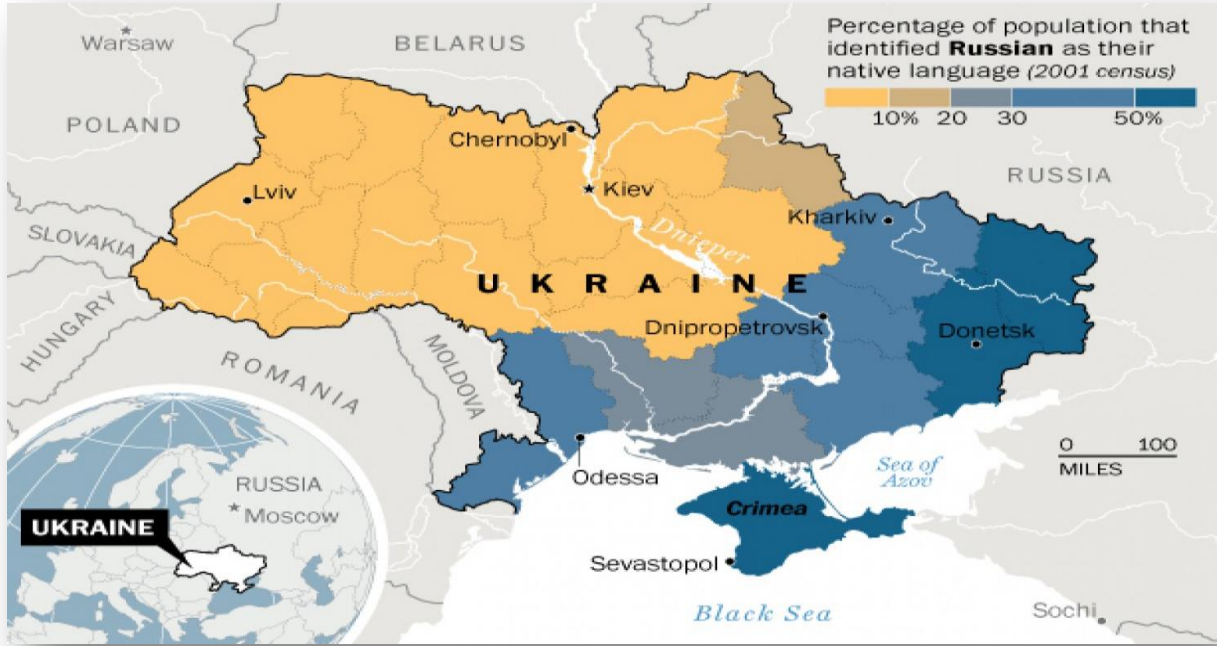 Percentage of population that
identified Russian as their
native language (2001 census)
10% 20 30 50%
Warsaw
BELARUS
POLAND
Chernobyl
RUSSIA
Lviv
Kiev
Kharkiv
SLOVAKIA
Dnieper
UKRAINE
HUNGARY
Dnipropetrovsk
Donetsk
MOLDOVA
ROMANIA
0 100
MILES
Sea of
Azov
Odessa
Crimea
RUSSIA
Moscow
UKRAINE
Sevastopol
Black Sea
Sochi